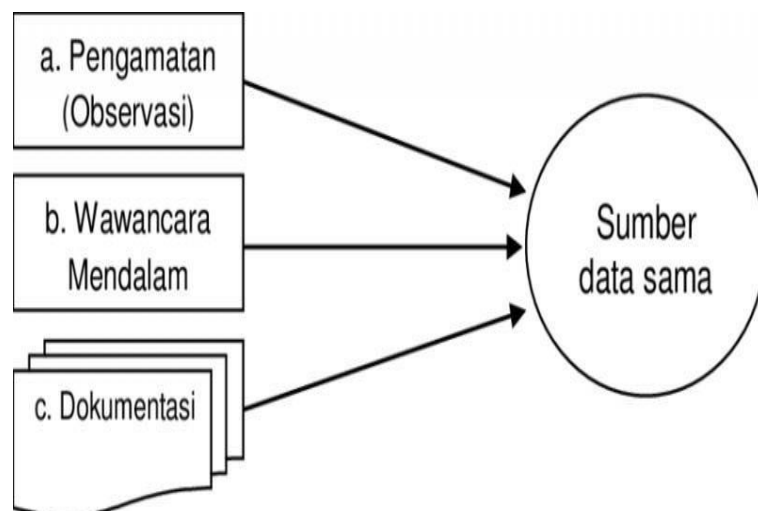 a. Pengamatan
(Observasi)
b. Wawancara
Mendalam
c. Dokumentasi
Sumber
data sama